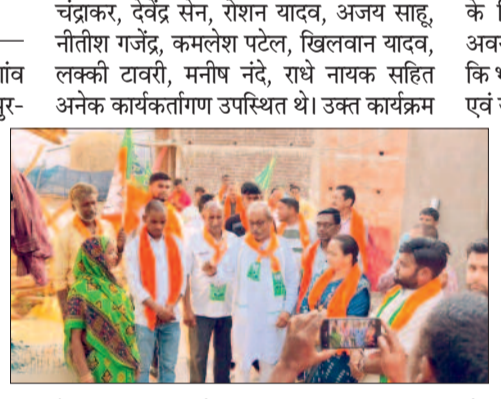 चंद्राकर, देवेंद्र सेन, रोशन यादव, अजय साहू,
नीतीश गजेंद्र, कमलेश पटेल, खिलवान यादव,
लक्की टावरी, मनीष नंदे, राधे नायक सहित
अनेक कार्यकर्तागण उपस्थित थे। उक्त कार्यक्रम
के
कि
एवं